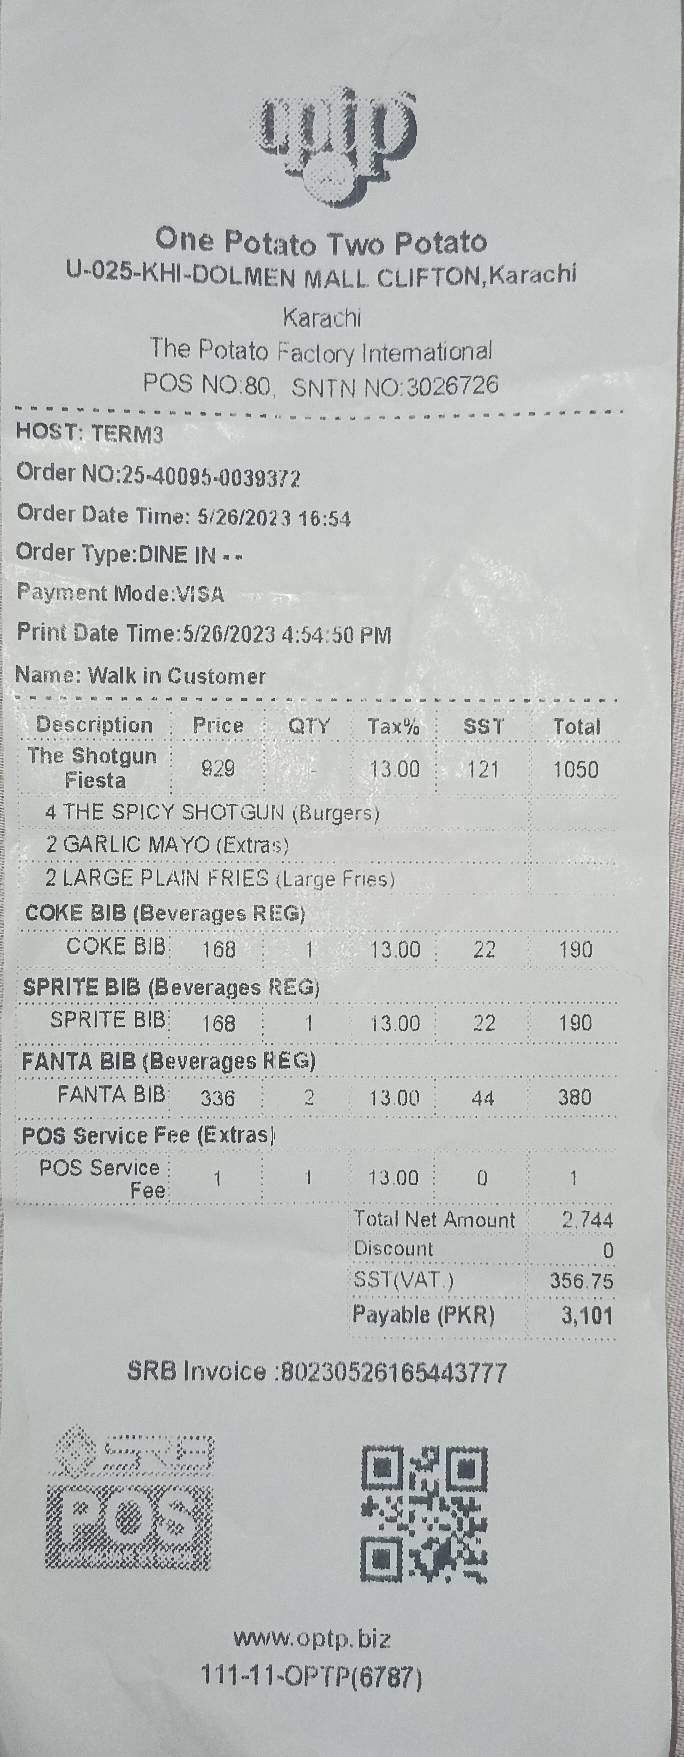 optp
One Potato Two Potato
U-025-KHI-DOLMEN MALL CLIFTON,Karachi
Karachi
The Potato Factory International
POS NO:80, SNTN NO:3026726
HOST: TERM3
Order NO:25-40095-0039372
Order Date Time: 5/26/2023 16:54
Order Type:DINE IN - -
Payment Mode:VISA
Print Date Time:5/26/2023 4:54:50 PM
Name: Walk in Customer
Description Price QTY Tax% SST Total
The Shotgun Fiesta 929 - 13.00 121 1050
4 THE SPICY SHOTGUN (Burgers)
2 GARLIC MAYO (Extras)
2 LARGE PLAIN FRIES (Large Fries)
COKE BIB (Beverages REG)
COKE BIB 168 1 13.00 22 190
SPRITE BIB (Beverages REG)
SPRITE BIB 168 1 13.00 22 190
FANTA BIB (Beverages REG)
FANTA BIB 336 2 13.00 44 380
POS Service Fee (Extras)
POS Service Fee 1 1 13.00 0 1
Total Net Amount 2,744
Discount 0
SST(VAT.) 356.75
Payable (PKR) 3,101
SRB Invoice :80230526165443777
SRB
POS
www.optp.biz
111-11-OPTP(6787)